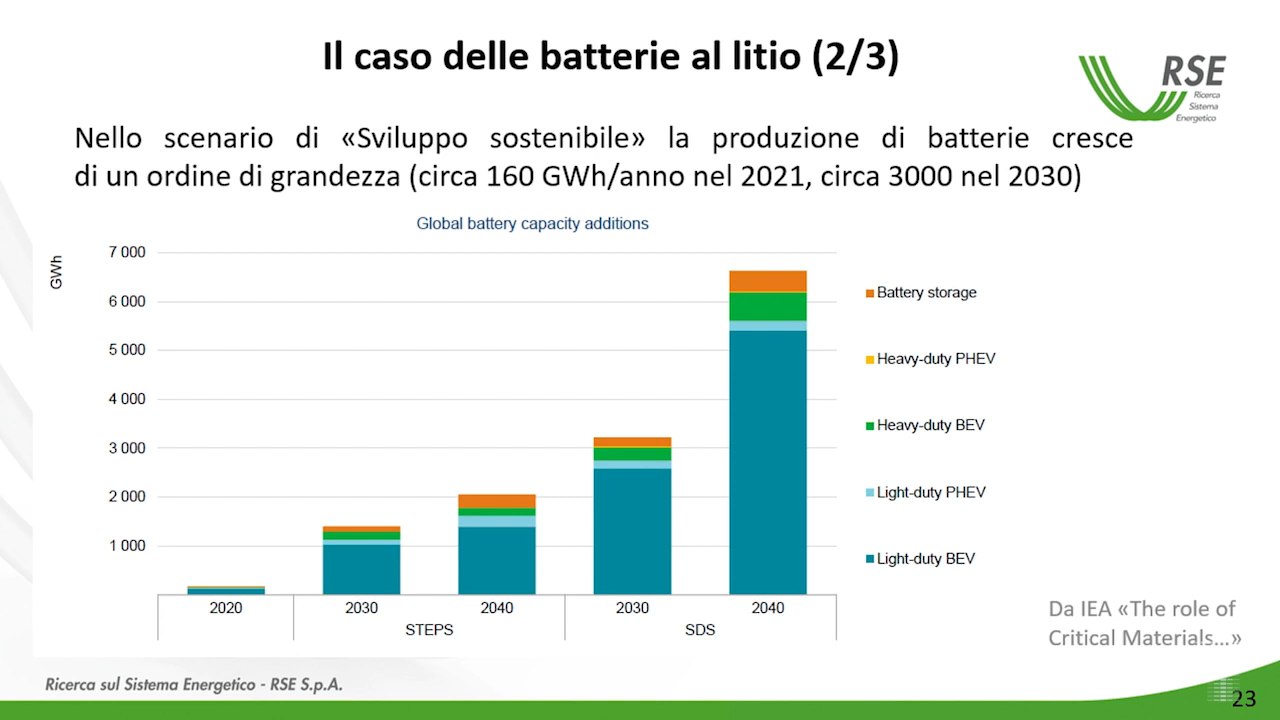 Il caso delle batterie al litio (2/3)
RSE
Ricerca
Sistema
Energetico
Nello scenario di «Sviluppo sostenibile» la produzione di batterie cresce
di un ordine di grandezza (circa 160 GWh/anno nel 2021, circa 3000 nel 2030)
Global battery capacity additions
GWh
7 000
6 000
5 000
4 000
3 000
2 000
1 000
Battery storage
Heavy-duty PHEV
Heavy-duty BEV
Light-duty PHEV
Light-duty BEV
2020 2030 2040 2030 2040
STEPS SDS
Da IEA «The role of
Critical Materials...»
Ricerca sul Sistema Energetico - RSE S.p.A.
23